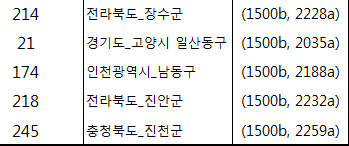 214 전라북도_장수군 (1500b, 2228a)
21 경기도_고양시 일산동구 (1500b, 2035a)
174 인천광역시_남동구 (1500b, 2188a)
218 전라북도_진안군 (1500b, 2232a)
245 충청북도_진천군 (1500b, 2259a)